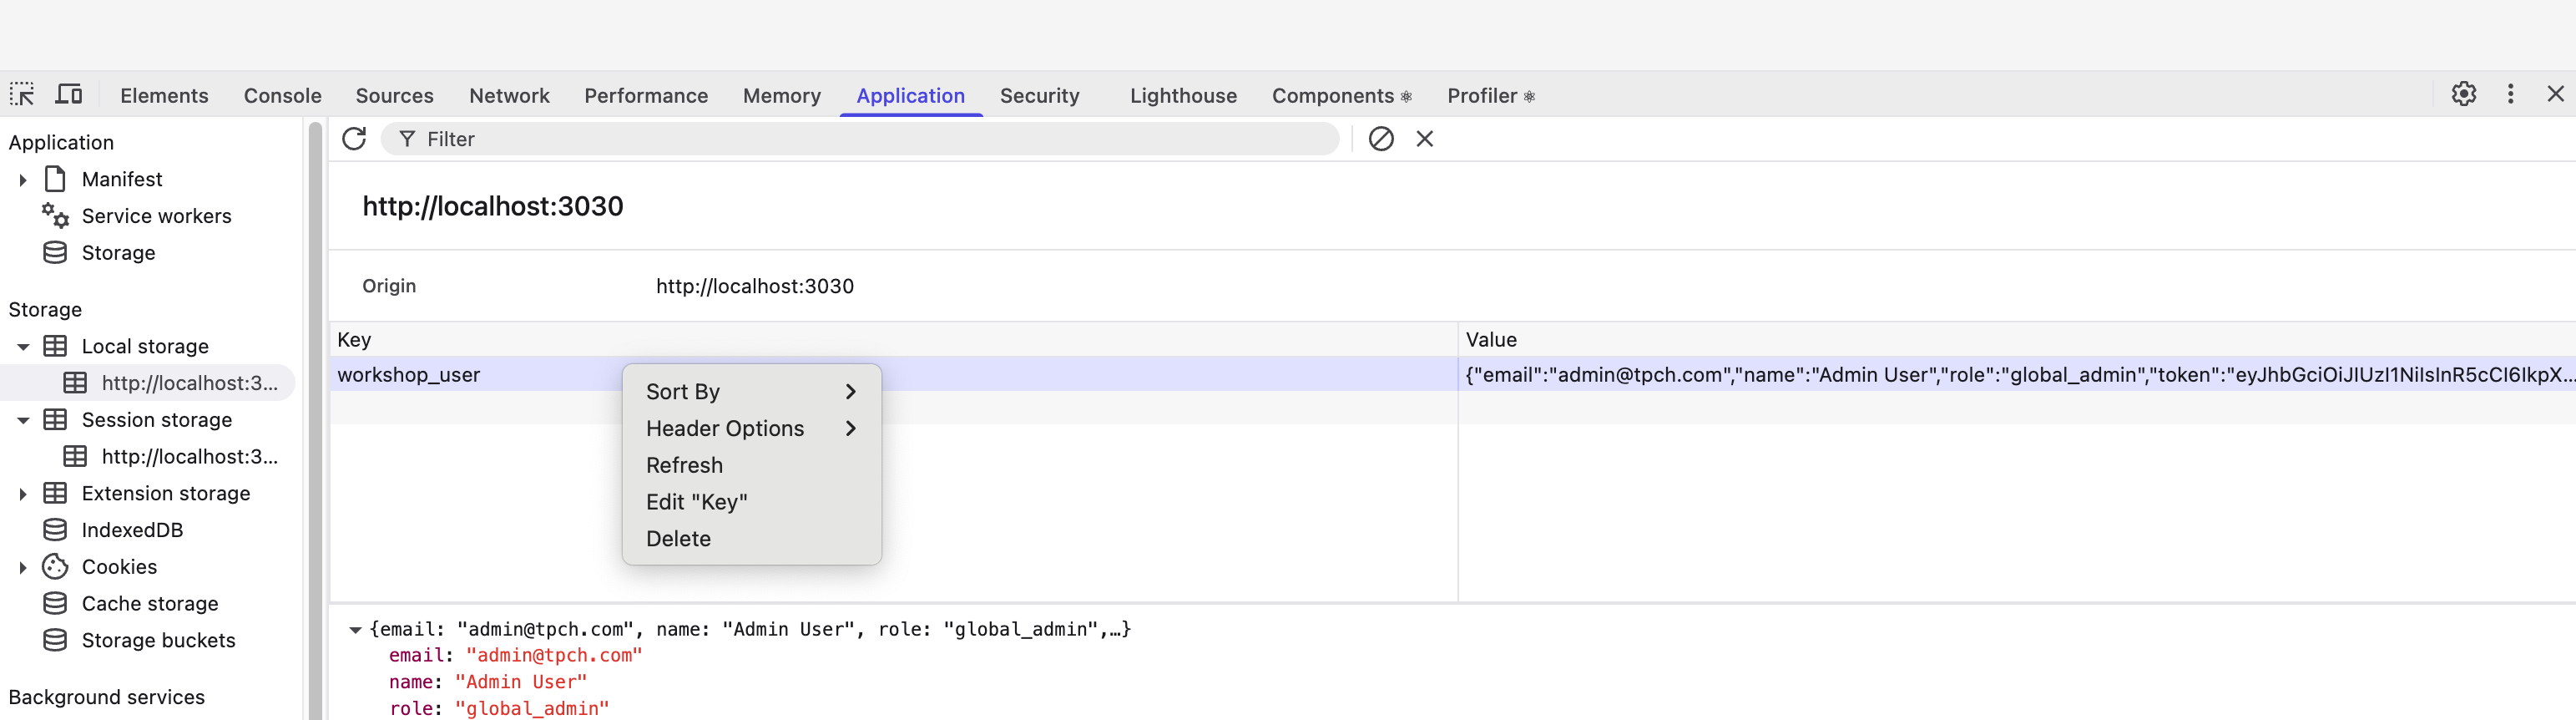 Elements Console Sources Network Performance Memory Application Security Lighthouse Components ⚛ Profiler ⚛
Application
Manifest
Service workers
Storage
Storage
Local storage
http://localhost:3...
Session storage
http://localhost:3...
Extension storage
IndexedDB
Cookies
Cache storage
Storage buckets
Background services
Filter
http://localhost:3030
Origin http://localhost:3030
Key Value
workshop_user {"email":"admin@tpch.com","name":"Admin User","role":"global_admin","token":"eyJhbGciOiJIUzI1NiIsInR5cCI6IkpX...
Sort By
Header Options
Refresh
Edit "Key"
Delete
{email: "admin@tpch.com", name: "Admin User", role: "global_admin",…}
email: "admin@tpch.com"
name: "Admin User"
role: "global_admin"